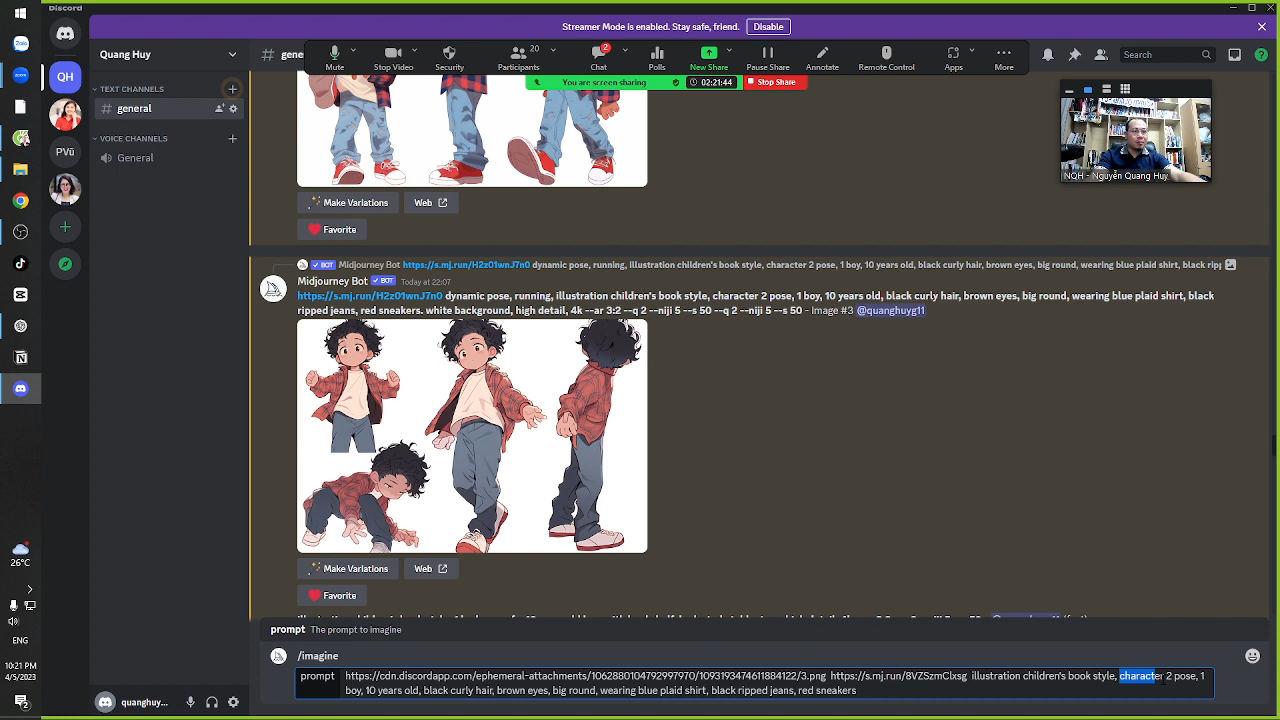 Discord
Streamer Mode is enabled. Stay safe, friend. Disable
Quang Huy
# gene
Mute
Stop Video
Security
20
Participants
2
Chat
Polls
New Share
Pause Share
Annotate
Remote Control
Apps
More
Search
You are screen sharing
02:21:44
Stop Share
QH
PVũ
TEXT CHANNELS
# general
VOICE CHANNELS
General
NQH - Nguyễn Quang Huy
Make Variations
Web
Favorite
BOT Midjourney Bot https://s.mj.run/H2z01wnJ7n0 dynamic pose, running, illustration children's book style, character 2 pose, 1 boy, 10 years old, black curly hair, brown eyes, big round, wearing blue plaid shirt, black ripp
Midjourney Bot BOT Today at 22:07
https://s.mj.run/H2z01wnJ7n0 dynamic pose, running, illustration children's book style, character 2 pose, 1 boy, 10 years old, black curly hair, brown eyes, big round, wearing blue plaid shirt, black
ripped jeans, red sneakers. white background, high detail, 4k --ar 3:2 --q 2 --niji 5 --s 50 --q 2 --niji 5 --s 50 - Image #3 @quanghuyg11
Make Variations
Web
Favorite
prompt The prompt to imagine
/imagine
prompt https://cdn.discordapp.com/ephemeral-attachments/1062880104792997970/1093193474611884122/3.png https://s.mj.run/8VZSzmClxsg illustration children's book style, character 2 pose, 1
boy, 10 years old, black curly hair, brown eyes, big round, wearing blue plaid shirt, black ripped jeans, red sneakers
quanghuy...
26°C
ENG
10:21 PM
4/5/2023